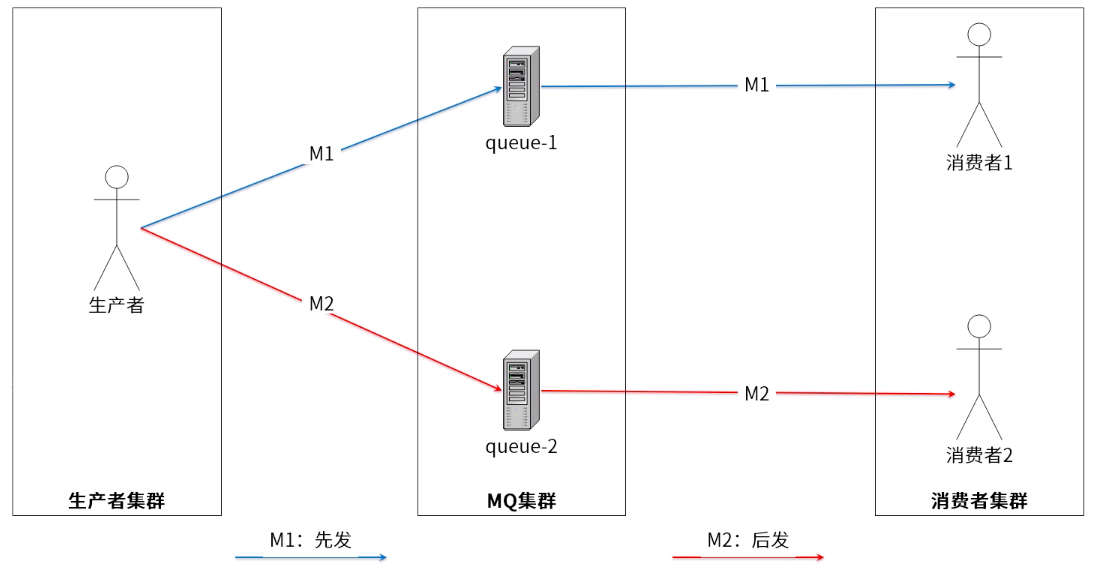 M1
queue-1
M1
消费者1
生产者
M2
queue-2
M2
消费者2
生产者集群
MQ集群
消费者集群
M1：先发
M2：后发